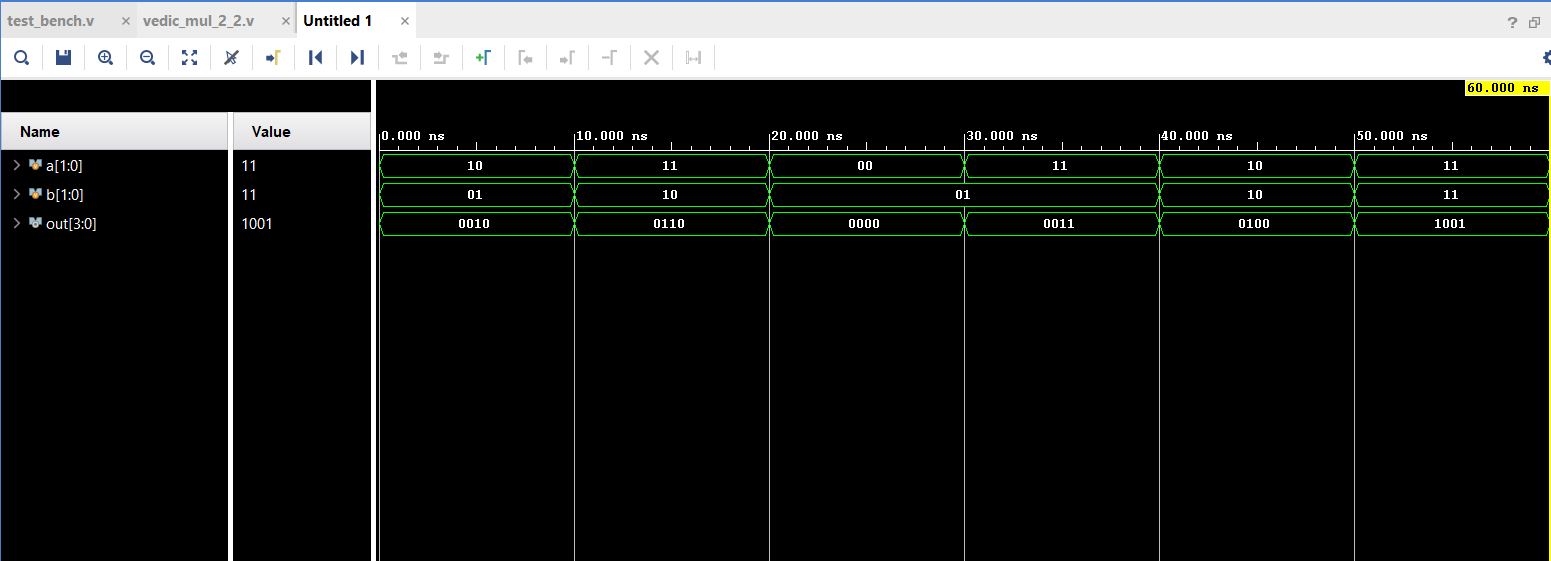 test_bench.v × vedic_mul_2_2.v × Untitled 1 ×
?
60.000 ns
Name Value
0.000 ns 10.000 ns 20.000 ns 30.000 ns 40.000 ns 50.000 ns
a[1:0] 11 10 11 00 11 10 11
b[1:0] 11 01 10 01 10 11
out[3:0] 1001 0010 0110 0000 0011 0100 1001